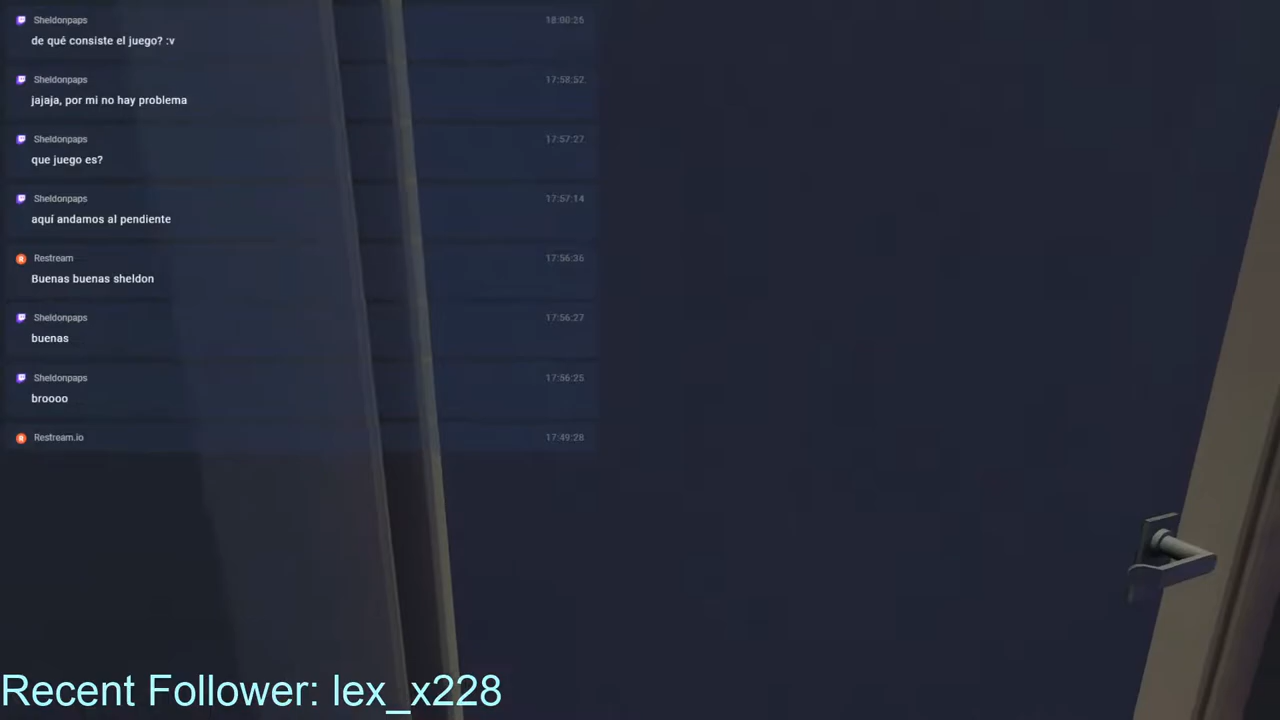 Sheldonpaps 18:00:26
de qué consiste el juego? :v
Sheldonpaps 17:58:52
jajaja, por mi no hay problema
Sheldonpaps 17:57:27
que juego es?
Sheldonpaps 17:57:14
aquí andamos al pendiente
Restream 17:56:36
Buenas buenas sheldon
Sheldonpaps 17:56:27
buenas
Sheldonpaps 17:56:25
broooo
Restream.io 17:49:28
Recent Follower: lex_x228